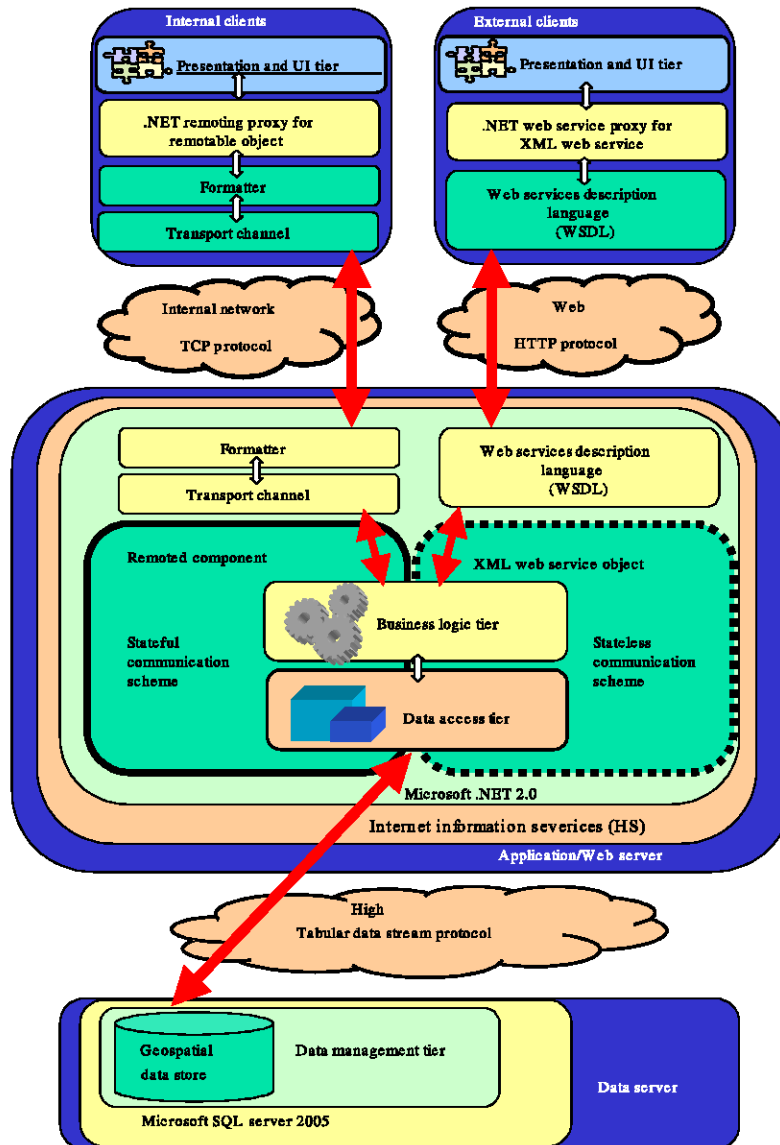 Internal clients
Presentation and UI tier
.NET remoting proxy for
remotable object
Formatter
Transport channel
External clients
Presentation and UI tier
.NET web service proxy for
XML web service
Web services description
language
(WSDL)
Internal network
TCP protocol
Web
HTTP protocol
Formatter
Transport channel
Web services description
language
(WSDL)
Remoted component
XML web service object
Business logic tier
Stateful
communication
scheme
Stateless
communication
scheme
Data access tier
Microsoft .NET 2.0
Internet information severices (HS)
Application/Web server
High
Tabular data stream protocol
Geospatial
data store
Data management tier
Data server
Microsoft SQL server 2005